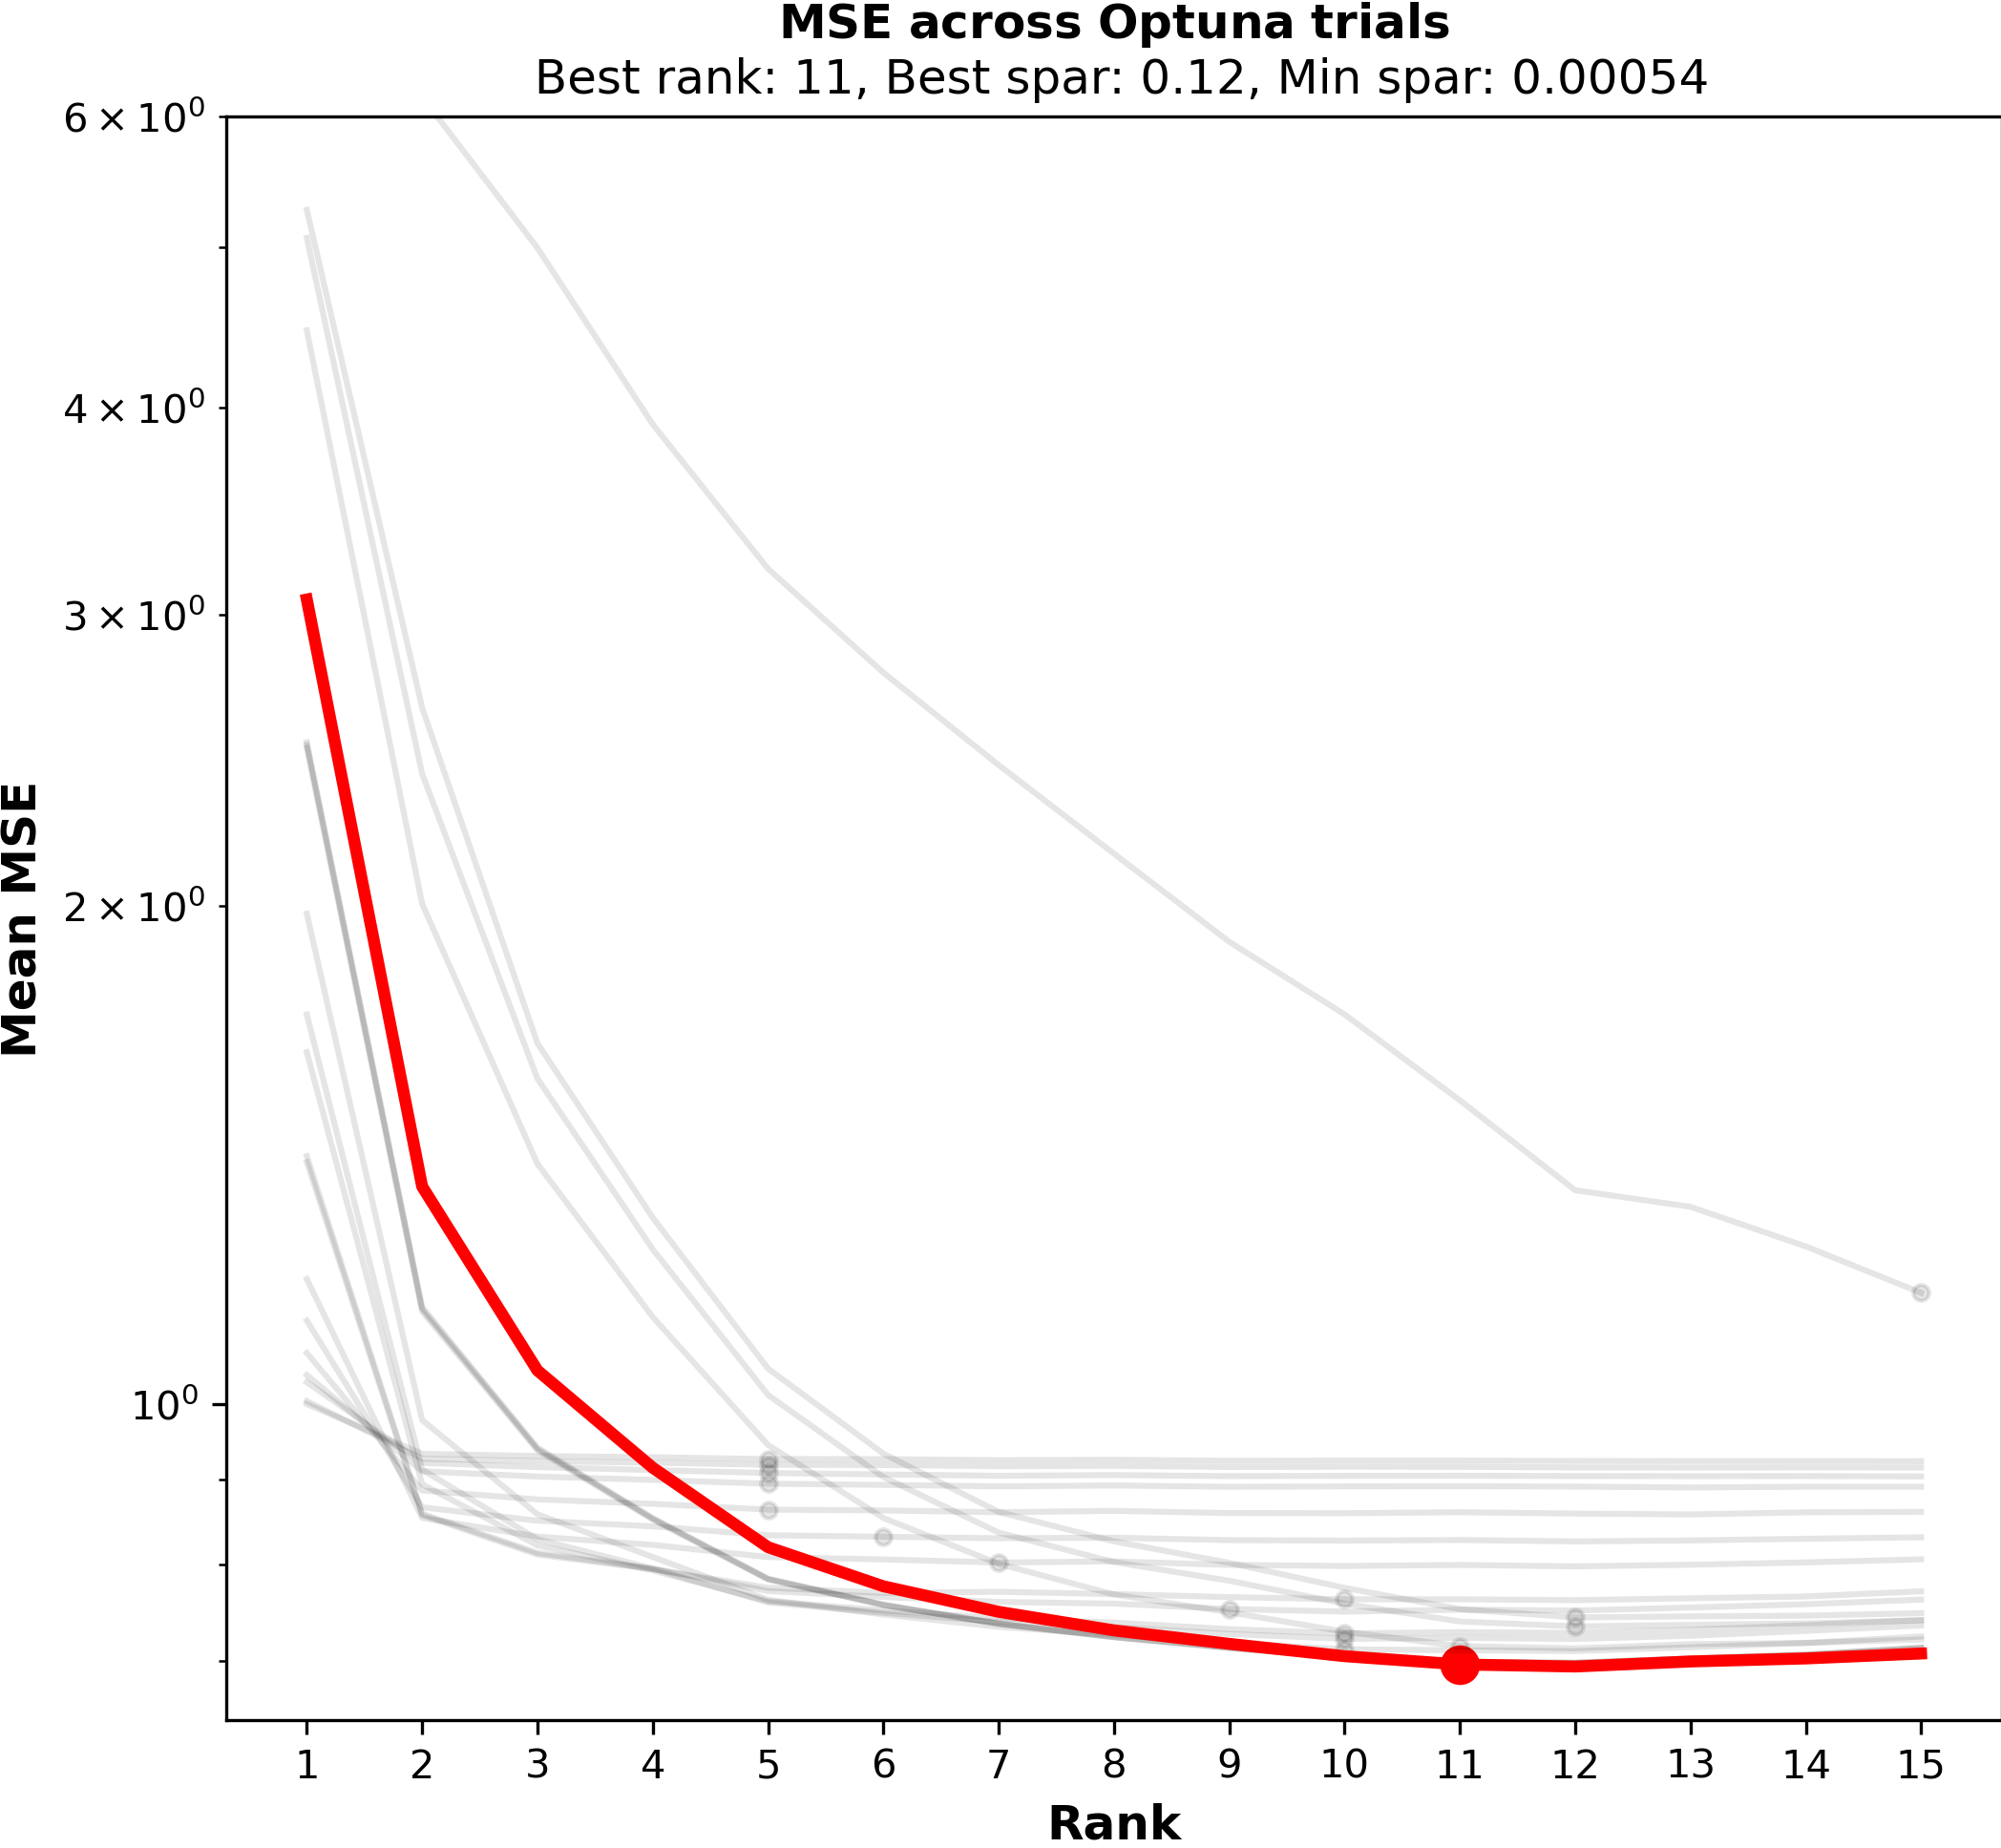 MSE across Optuna trials
Best rank: 11, Best spar: 0.12, Min spar: 0.00054
6 × 10⁰
4 × 10⁰
3 × 10⁰
2 × 10⁰
10⁰
Mean MSE
1 2 3 4 5 6 7 8 9 10 11 12 13 14 15
Rank